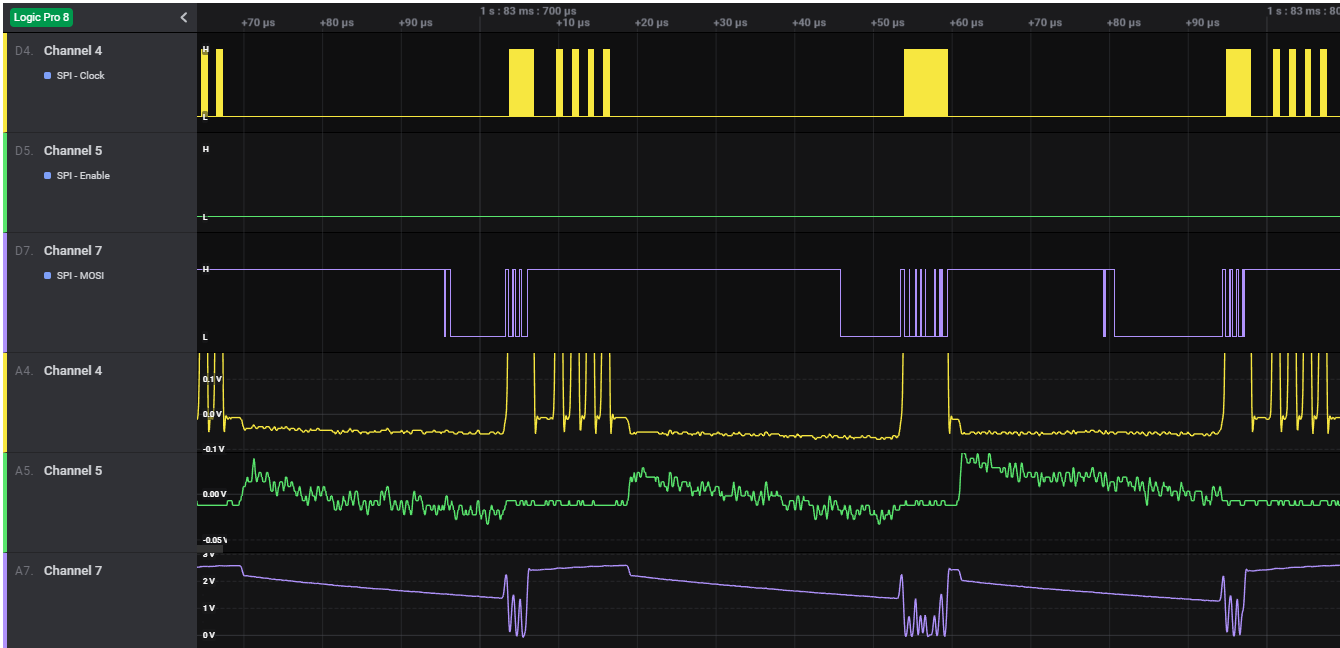 Logic Pro 8
1 s : 83 ms : 700 µs
1 s : 83 ms : 80
+70 µs +80 µs +90 µs +10 µs +20 µs +30 µs +40 µs +50 µs +60 µs +70 µs +80 µs +90 µs
D4. Channel 4
SPI - Clock
H
L
D5. Channel 5
SPI - Enable
H
L
D7. Channel 7
SPI - MOSI
H
L
A4. Channel 4
0.1 V
0.0 V
-0.1 V
A5. Channel 5
0.00 V
-0.05 V
A7. Channel 7
3 V
2 V
1 V
0 V